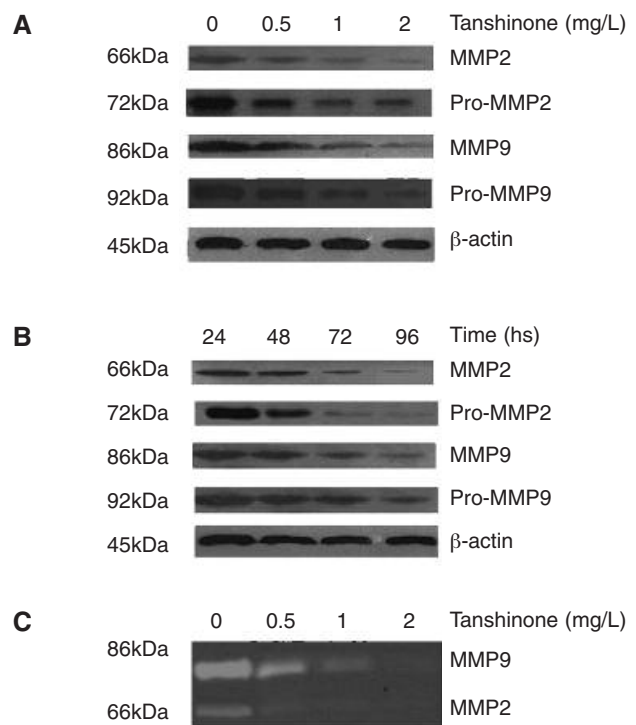 A 0 0.5 1 2 Tanshinone (mg/L)
66kDa MMP2
72kDa Pro-MMP2
86kDa MMP9
92kDa Pro-MMP9
45kDa β-actin
B 24 48 72 96 Time (hs)
66kDa MMP2
72kDa Pro-MMP2
86kDa MMP9
92kDa Pro-MMP9
45kDa β-actin
C 0 0.5 1 2 Tanshinone (mg/L)
86kDa MMP9
66kDa MMP2